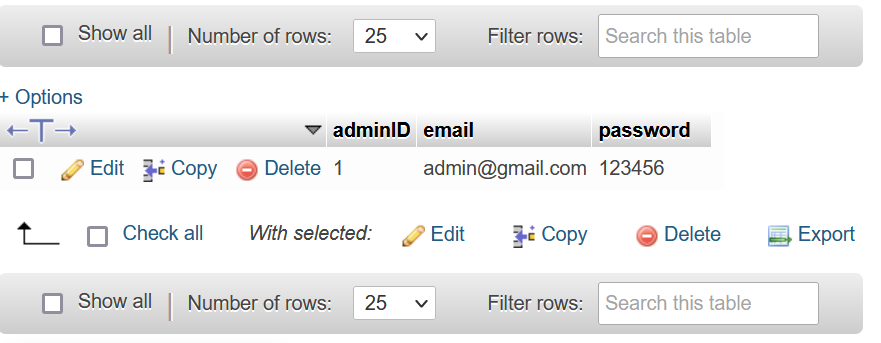 Show all Number of rows: 25 Filter rows: Search this table
+ Options
←T→ adminID email password
Edit Copy Delete 1 admin@gmail.com 123456
Check all With selected: Edit Copy Delete Export
Show all Number of rows: 25 Filter rows: Search this table